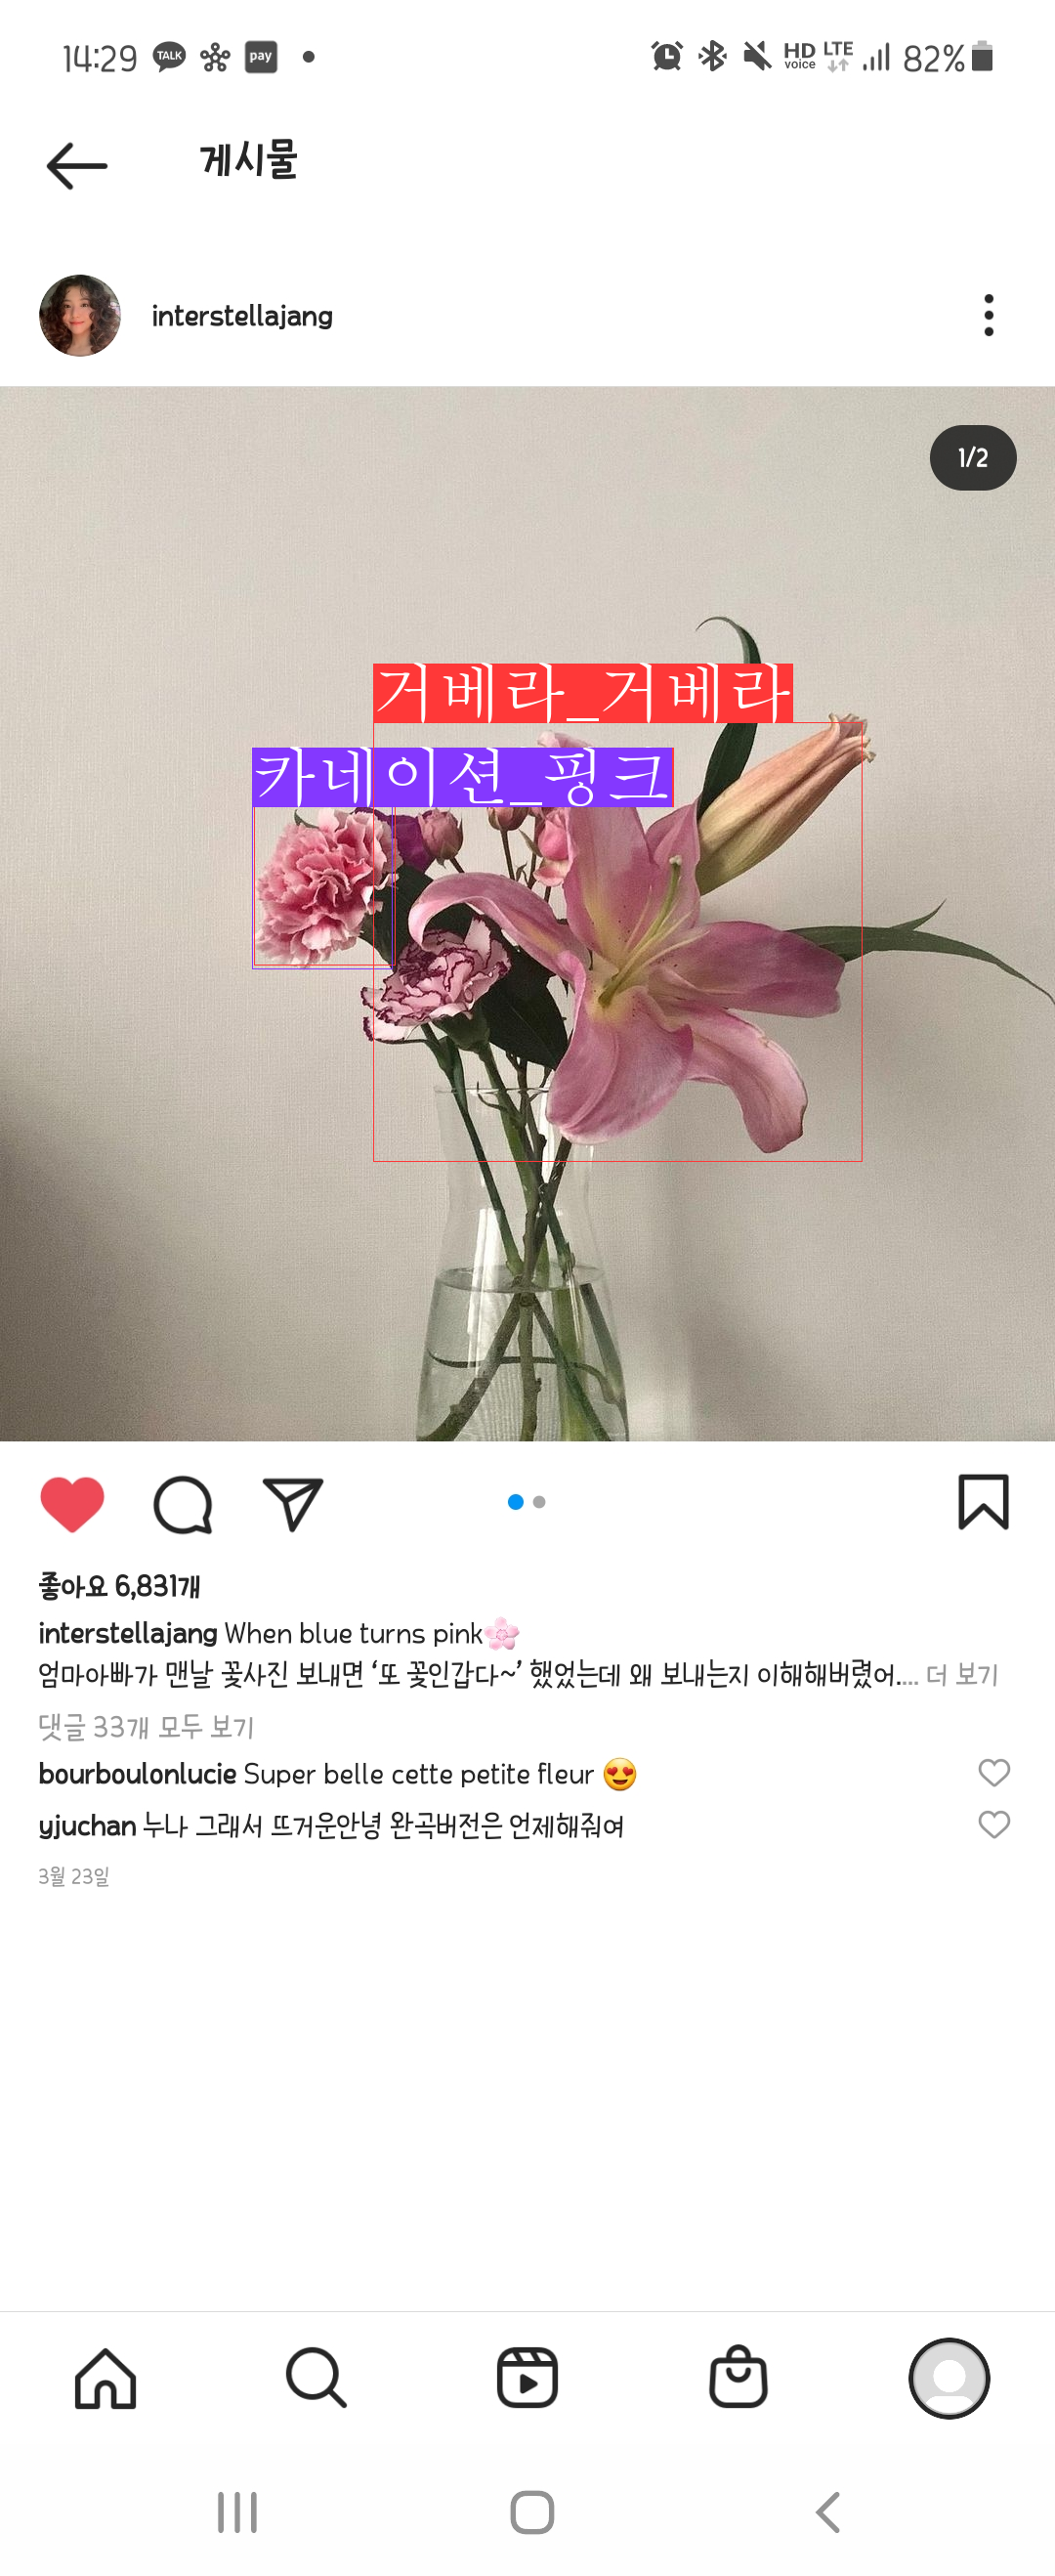 14:29 TALK pay HD voice LTE 82%
게시물
interstellajang
1/2
거베라_거베라
카네이션_핑크
좋아요 6,831개
interstellajang When blue turns pink🌸
엄마아빠가 맨날 꽃사진 보내면 ‘또 꽃인갑다~’ 했었는데 왜 보내는지 이해해버렸어.... 더 보기
댓글 33개 모두 보기
bourboulonlucie Super belle cette petite fleur 😍
yjuchan 누나 그래서 뜨거운안녕 완곡버전은 언제해줘여
3월 23일